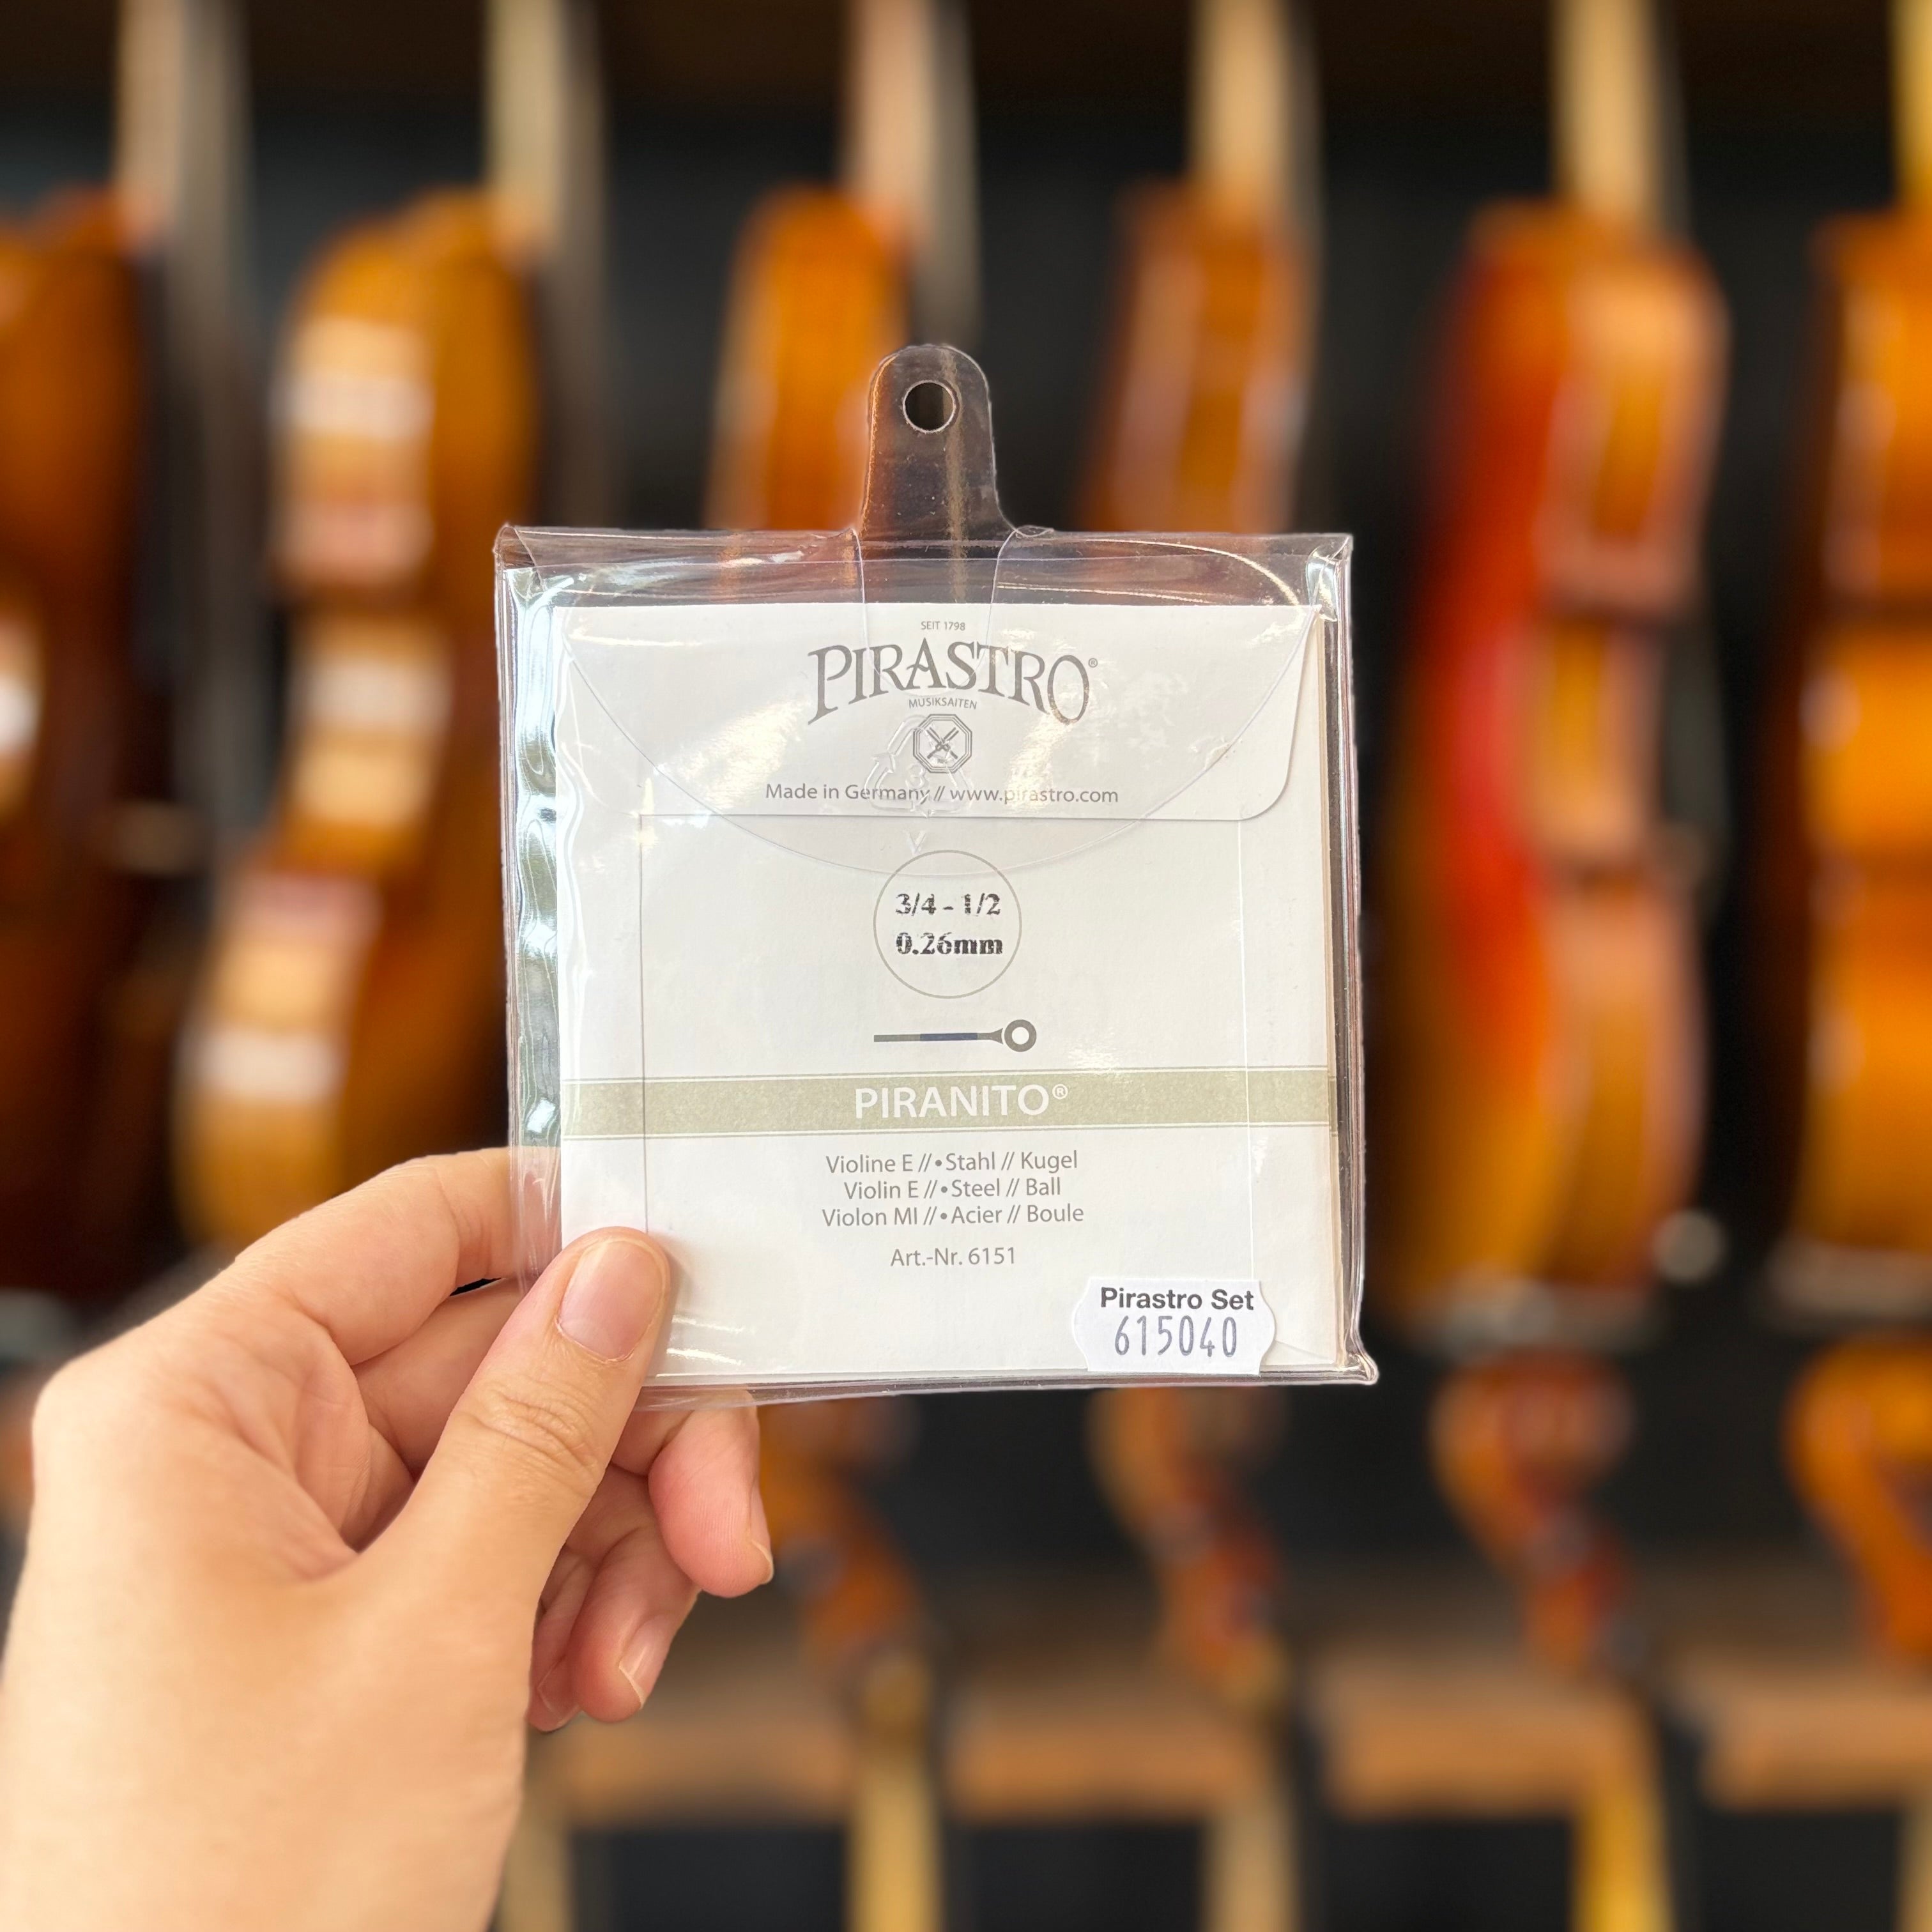 SEIT 1798
PIRASTRO®
MUSIKSAITEN
Made in Germany // www.pirastro.com
3/4 - 1/2
0.26mm
PIRANITO®
Violine E //•Stahl // Kugel
Violin E //•Steel // Ball
Violon MI //•Acier // Boule
Art.-Nr. 6151
Pirastro Set
615040